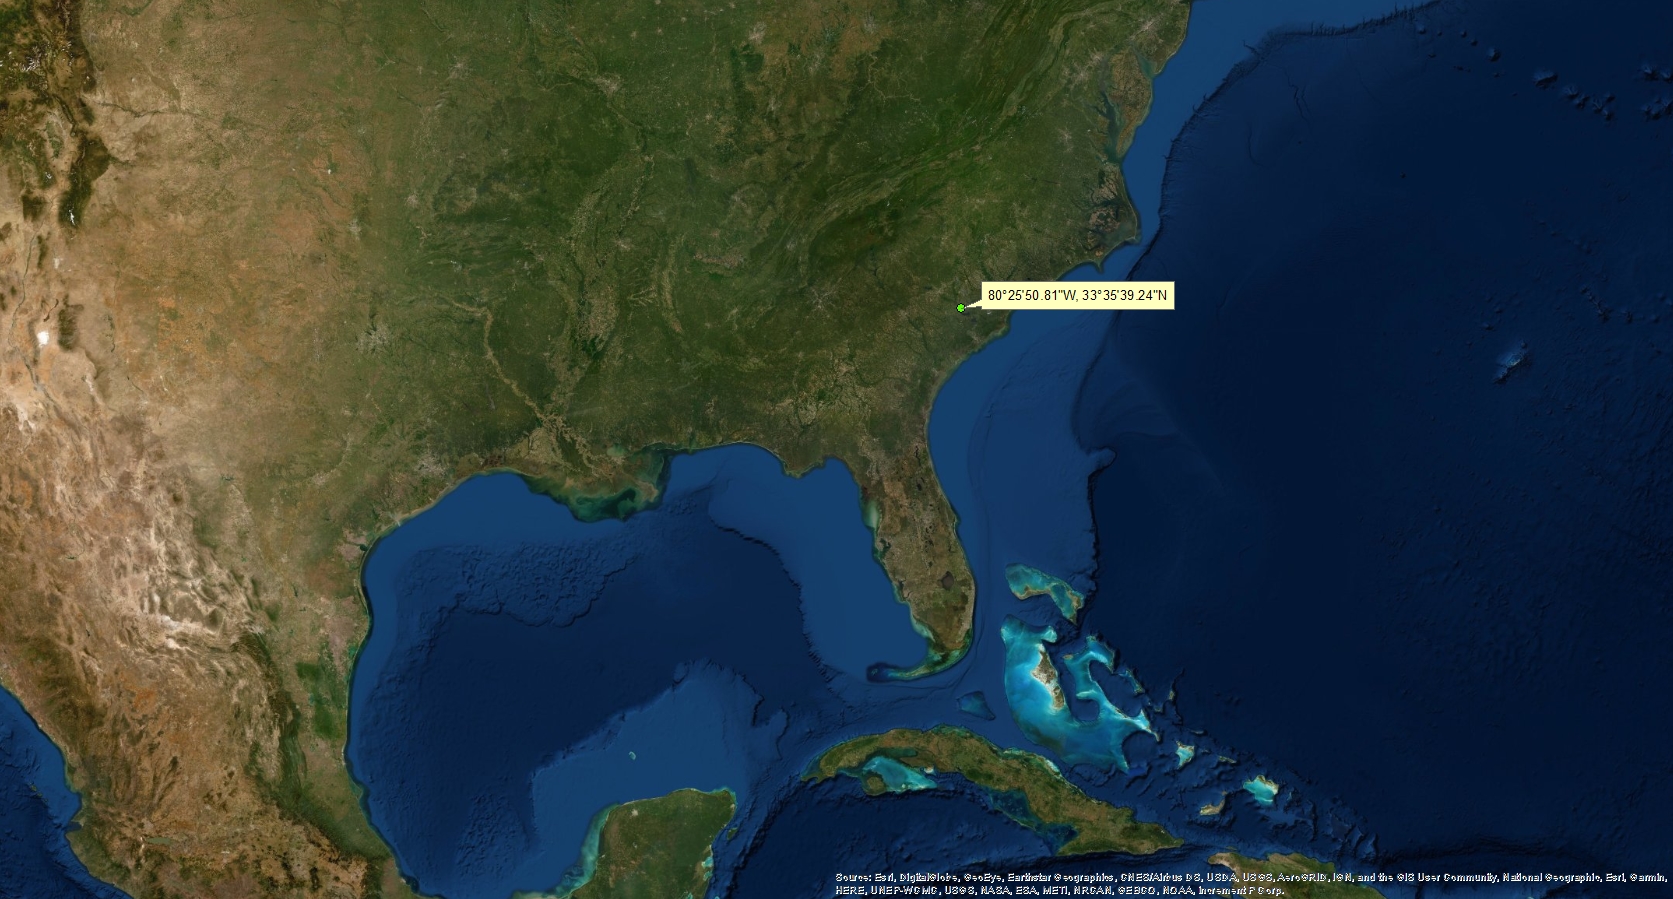 80°25'50.81"W, 33°35'39.24"N
Source: Esri, DigitalGlobe, GeoEye, Earthstar Geographics, CNES/Airbus DS, USDA, USGS, AeroGRID, IGN, and the GIS User Community, National Geographic, Esri, Garmin,
HERE, UNEP-WCMC, USGS, NASA, ESA, METI, NRCAN, GEBCO, NOAA, increment P Corp.